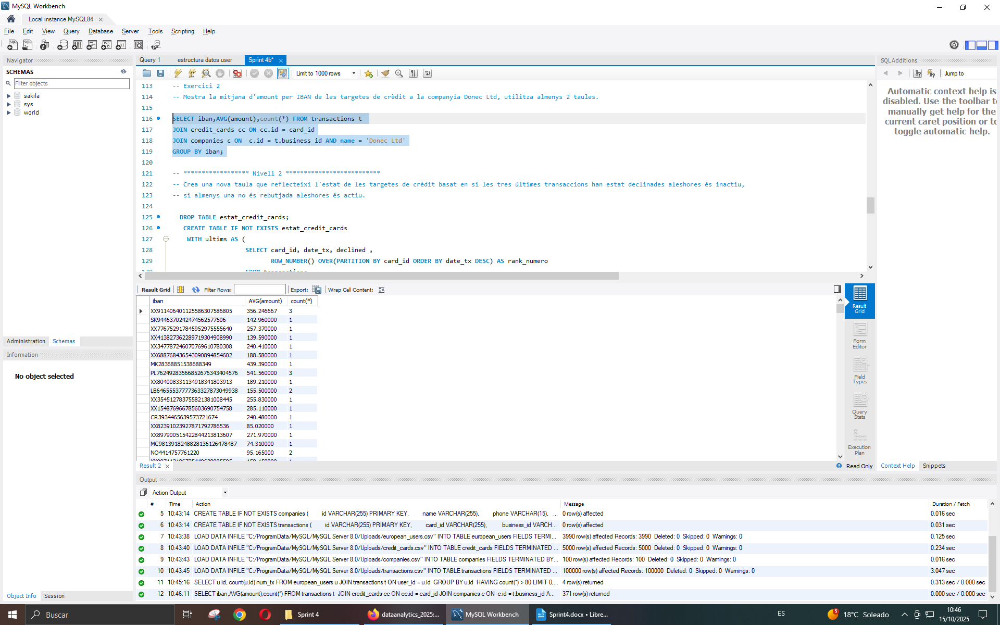 MySQL Workbench
Local instance MySQL84
File Edit View Query Database Server Tools Scripting Help
Navigator
SCHEMAS
Filter objects
sakila
sys
world
Administration Schemas
Information
No object selected
Object Info Session
Query 1 estructura datos user Sprint 4b*
Limit to 1000 rows
113 -- Exercici 2
114 -- Mostra la mitjana d'amount per IBAN de les targetes de crèdit a la companyia Donec Ltd, utilitza almenys 2 taules.
115
116 SELECT iban,AVG(amount),count(*) FROM transactions t
117 JOIN credit_cards cc ON cc.id = card_id
118 JOIN companies c ON c.id = t.business_id AND name = 'Donec Ltd'
119 GROUP BY iban;
120
121 -- ****************** Nivell 2 **************************
122 -- Crea una nova taula que reflecteixi l'estat de les targetes de crèdit basat en si les tres últimes transaccions han estat declinades aleshores és inactiu,
123 -- si almenys una no és rebutjada aleshores és actiu.
124
125 DROP TABLE estat_credit_cards;
126 CREATE TABLE IF NOT EXISTS estat_credit_cards
127 WITH ultims AS (
128 SELECT card_id, date_tx, declined ,
129 ROW_NUMBER() OVER(PARTITION BY card_id ORDER BY date_tx DESC) AS rank_numero
Result Grid Filter Rows: Export: Wrap Cell Content:
iban AVG(amount) count(*)
XX911406401125586307586805 356.246667 3
SK9446370242474562577506 142.960000 1
XX776752917845952975555640 257.370000 1
XX413827362289719304908990 139.590000 1
XX347787246070769610780308 240.410000 1
XX688768436543090894854602 188.580000 1
MK28368851538688349 439.390000 1
PL76249283566852676343404576 541.560000 3
XX804008331134918341803913 189.210000 1
LB64655537777363327873049938 155.500000 2
XX354512783755821381008445 255.830000 1
XX154876966785603690754758 285.110000 1
CR3934465639573721674 240.480000 1
XX82391023927871792786536 85.020000 1
XX897900515422844213813607 271.970000 1
MC9813918248828136126478487 74.310000 1
NO4414757761220 95.165000 2
Result Grid
Form Editor
Field Types
Query Stats
Execution Plan
Result 2 Read Only
SQLAdditions
Jump to
Automatic context help is
disabled. Use the toolbar t
manually get help for the
current caret position or to
toggle automatic help.
Context Help Snippets
Output
Action Output
# Time Action Message Duration / Fetch
5 10:43:14 CREATE TABLE IF NOT EXISTS companies ( id VARCHAR(255) PRIMARY KEY, name VARCHAR(255), phone VARCHAR(15), ... 0 row(s) affected 0.016 sec
6 10:43:14 CREATE TABLE IF NOT EXISTS transactions ( id VARCHAR(255) PRIMARY KEY, card_id VARCHAR(255), business_id VARCH... 0 row(s) affected 0.031 sec
7 10:43:38 LOAD DATA INFILE "C:/ProgramData/MySQL/MySQL Server 8.0/Uploads/european_users.csv" INTO TABLE european_users FIELDS TERMI... 3990 row(s) affected Records: 3990 Deleted: 0 Skipped: 0 Warnings: 0 0.125 sec
8 10:43:40 LOAD DATA INFILE "C:/ProgramData/MySQL/MySQL Server 8.0/Uploads/credit_cards.csv" INTO TABLE credit_cards FIELDS TERMINATED ... 5000 row(s) affected Records: 5000 Deleted: 0 Skipped: 0 Warnings: 0 0.234 sec
9 10:43:43 LOAD DATA INFILE "C:/ProgramData/MySQL/MySQL Server 8.0/Uploads/companies.csv" INTO TABLE companies FIELDS TERMINATED BY... 100 row(s) affected Records: 100 Deleted: 0 Skipped: 0 Warnings: 0 0.016 sec
10 10:43:45 LOAD DATA INFILE "C:/ProgramData/MySQL/MySQL Server 8.0/Uploads/transactions.csv" INTO TABLE transactions FIELDS TERMINATED ... 100000 row(s) affected Records: 100000 Deleted: 0 Skipped: 0 Warnings: 0 3.047 sec
11 10:45:16 SELECT u.id, count(u.id) num_tx FROM european_users u JOIN transactions t ON user_id = u.id GROUP BY u.id HAVING count(*) > 80 LIMIT 0,... 4 row(s) returned 0.313 sec / 0.000 sec
12 10:46:11 SELECT iban,AVG(amount),count(*) FROM transactions t JOIN credit_cards cc ON cc.id = card_id JOIN companies c ON c.id = t.business_id A... 371 row(s) returned 0.000 sec / 0.000 sec
Buscar Sprint 4 dataanalytics_2025:... MySQL Workbench Sprint4.docx • Libre... ES 5 18°C Soleado 10:46
15/10/2025